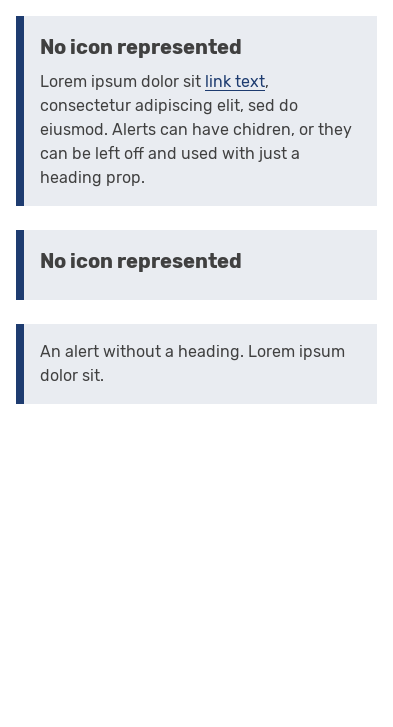 No icon represented
Lorem ipsum dolor sit link text,
consectetur adipiscing elit, sed do
eiusmod. Alerts can have chidren, or they
can be left off and used with just a
heading prop.
No icon represented
An alert without a heading. Lorem ipsum
dolor sit.